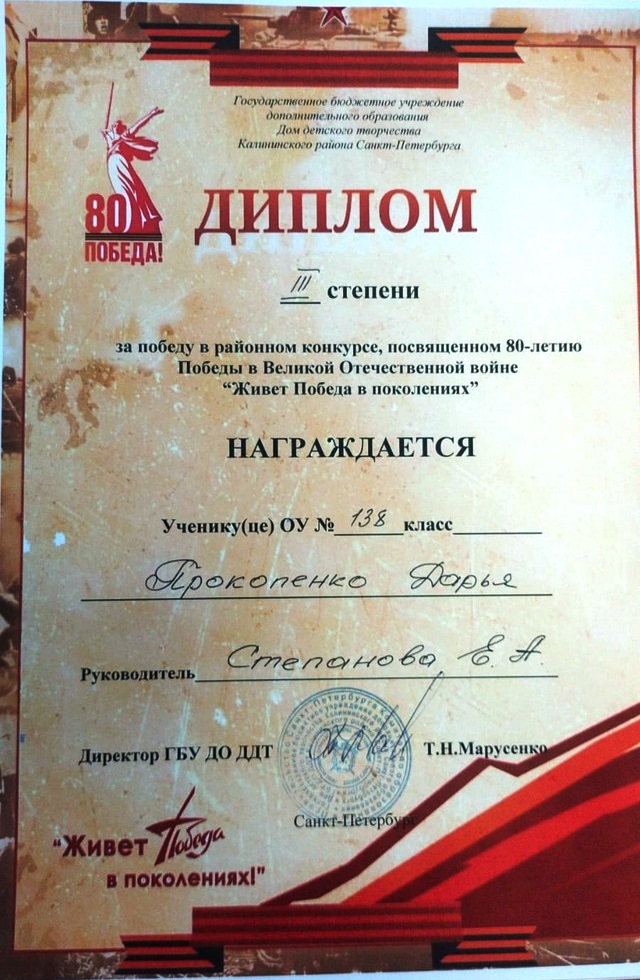 Государственное бюджетное учреждение
дополнительного образования
Дом детского творчества
Калининского района Санкт-Петербурга
80
ПОБЕДА!
ДИПЛОМ
III степени
за победу в районном конкурсе, посвященном 80-летию
Победы в Великой Отечественной войне
“Живет Победа в поколениях”
НАГРАЖДАЕТСЯ
Ученику(це) ОУ № 138 класс
Прокопенко Дарья
Руководитель Степанова Е. А.
Директор ГБУ ДО ДДТ Т.Н.Марусенко
Санкт-Петербург
“Живет Победа
в поколениях!”